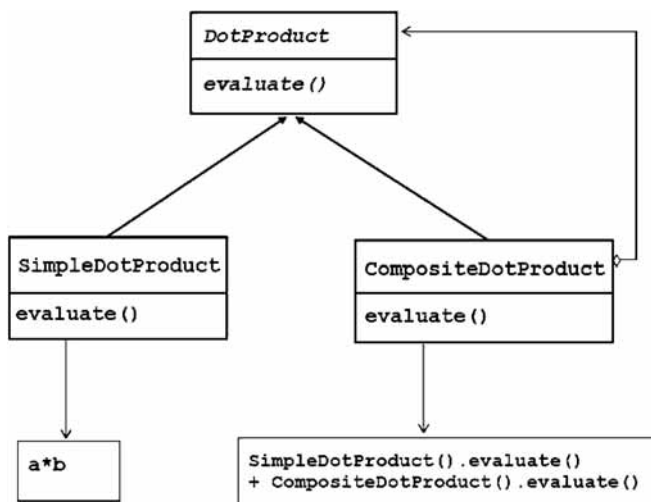 DotProduct
evaluate()
SimpleDotProduct
evaluate()
CompositeDotProduct
evaluate()
a*b
SimpleDotProduct().evaluate()
+ CompositeDotProduct().evaluate()